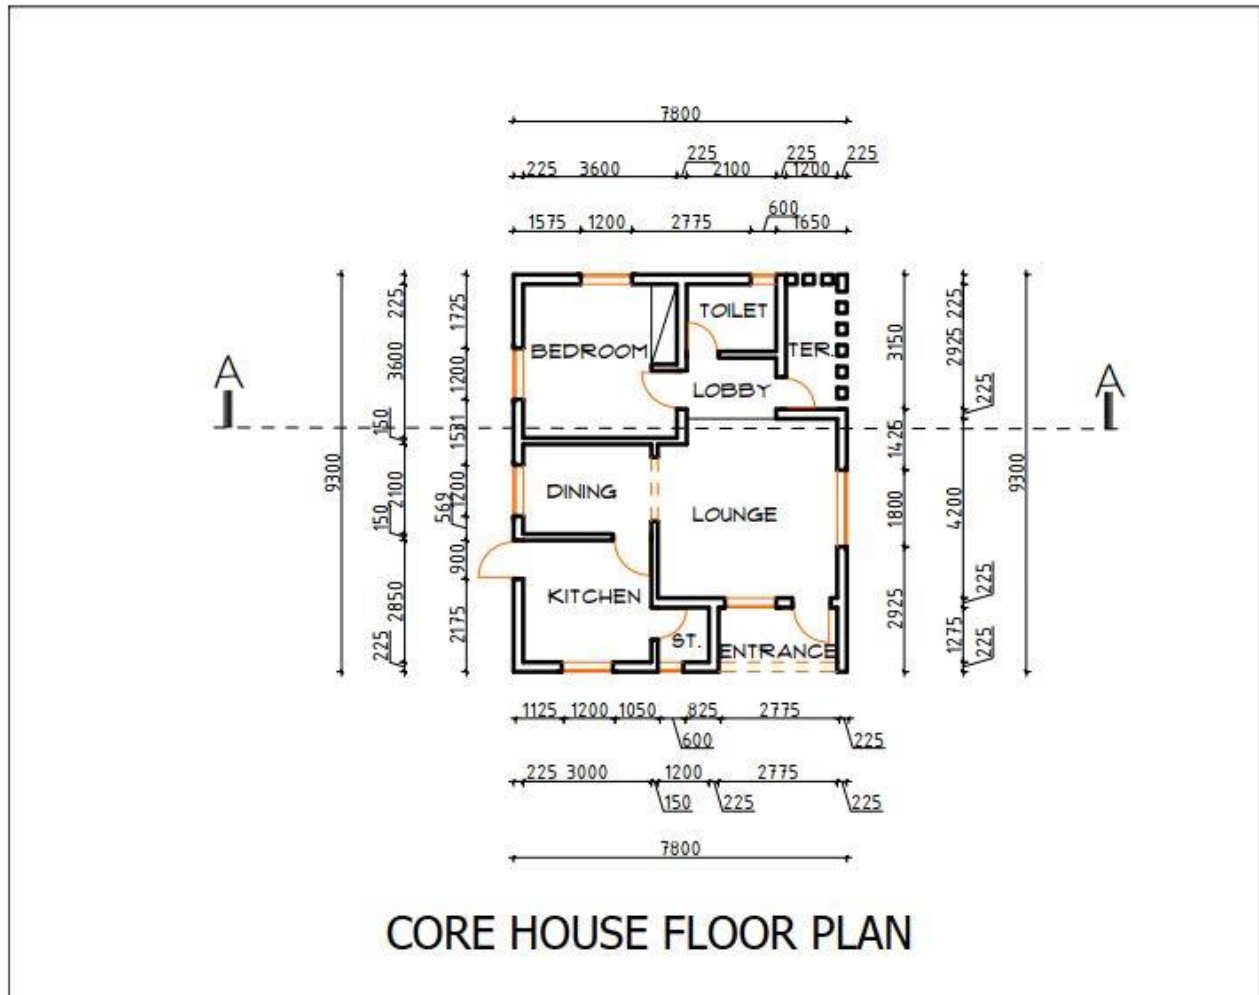 7800
225 225 225
225 3600 2100 1200
600
1575 1200 2775 1650
9300
225
3600
150
2100
150
2850
225
1725
1200
1531
1200
569
900
2175
TOILET
BEDROOM
TER.
LOBBY
A
A
DINING
LOUNGE
KITCHEN
ST.
ENTRANCE
3150
1425
1800
2925
225
2925
225
4200
225
1275
225
9300
1125 1200 1050 825 2775
600 225
225 3000 1200 2775
150 225 225
7800
CORE HOUSE FLOOR PLAN